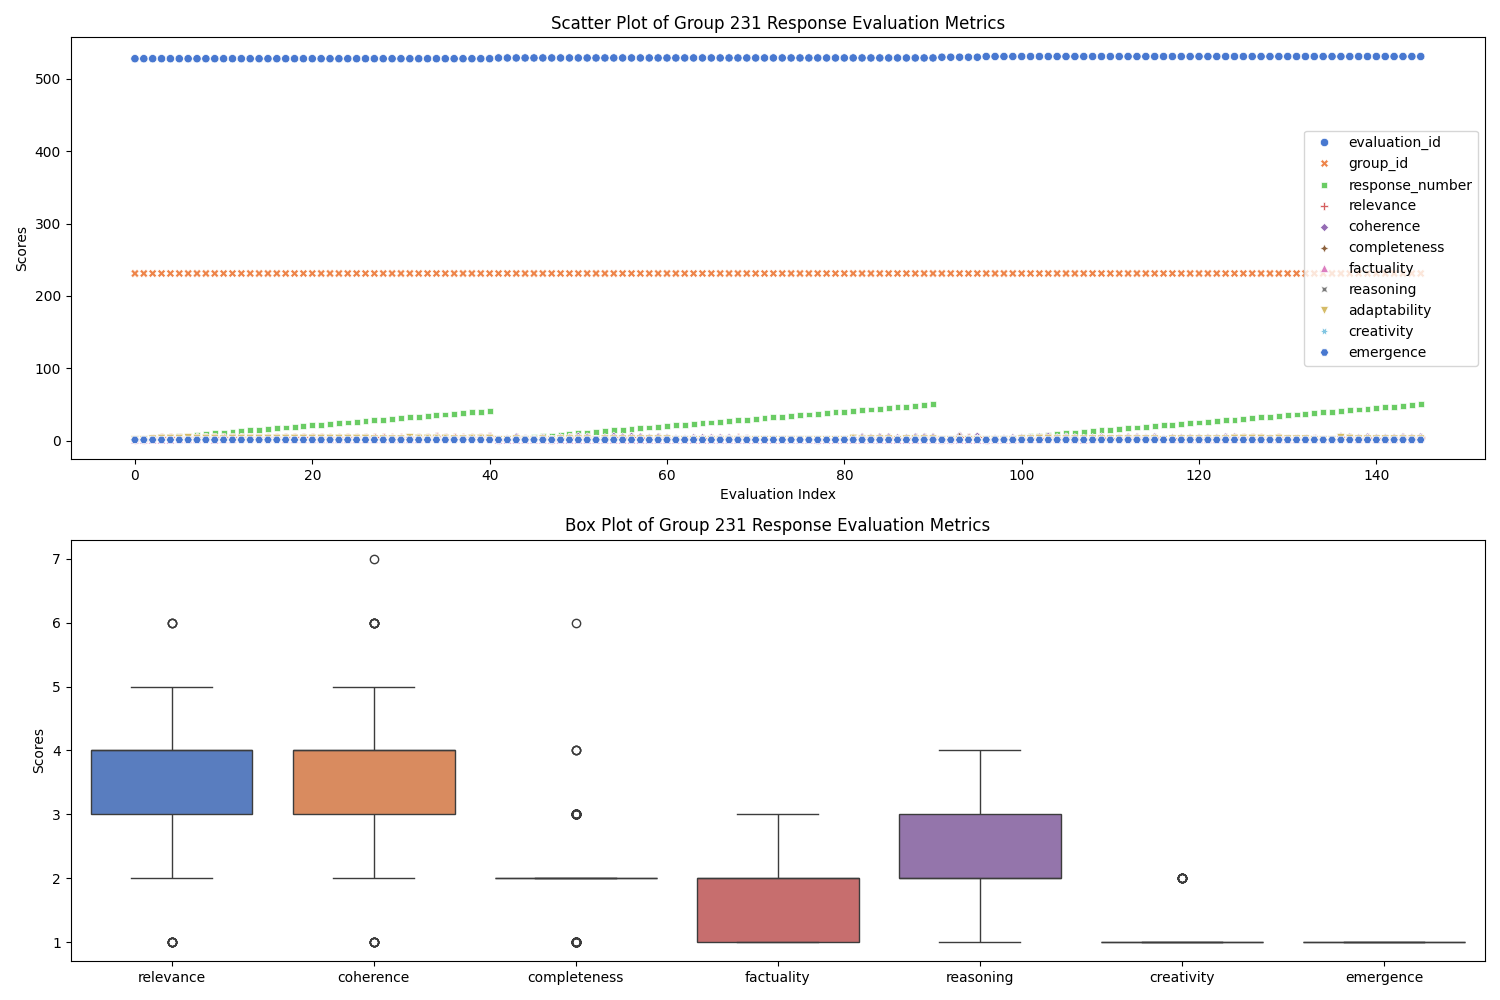 Scatter Plot of Group 231 Response Evaluation Metrics
Scores
500
400
300
200
100
0
evaluation_id
group_id
response_number
relevance
coherence
completeness
factuality
reasoning
adaptability
creativity
emergence
0 20 40 60 80 100 120 140
Evaluation Index
Box Plot of Group 231 Response Evaluation Metrics
Scores
7
6
5
4
3
2
1
relevance coherence completeness factuality reasoning creativity emergence